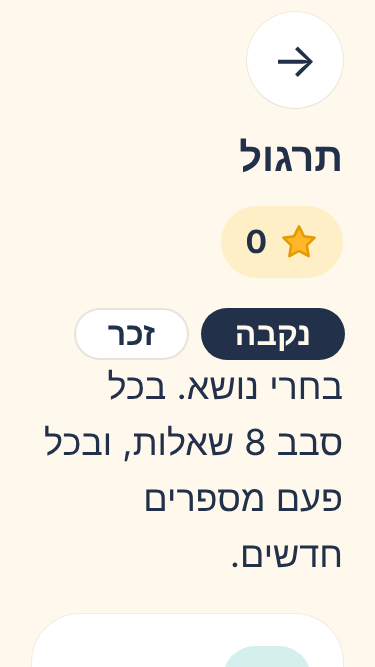 תרגול
0
נקבה
זכר
בחרי נושא. בכל
סבב 8 שאלות, ובכל
פעם מספרים
חדשים.